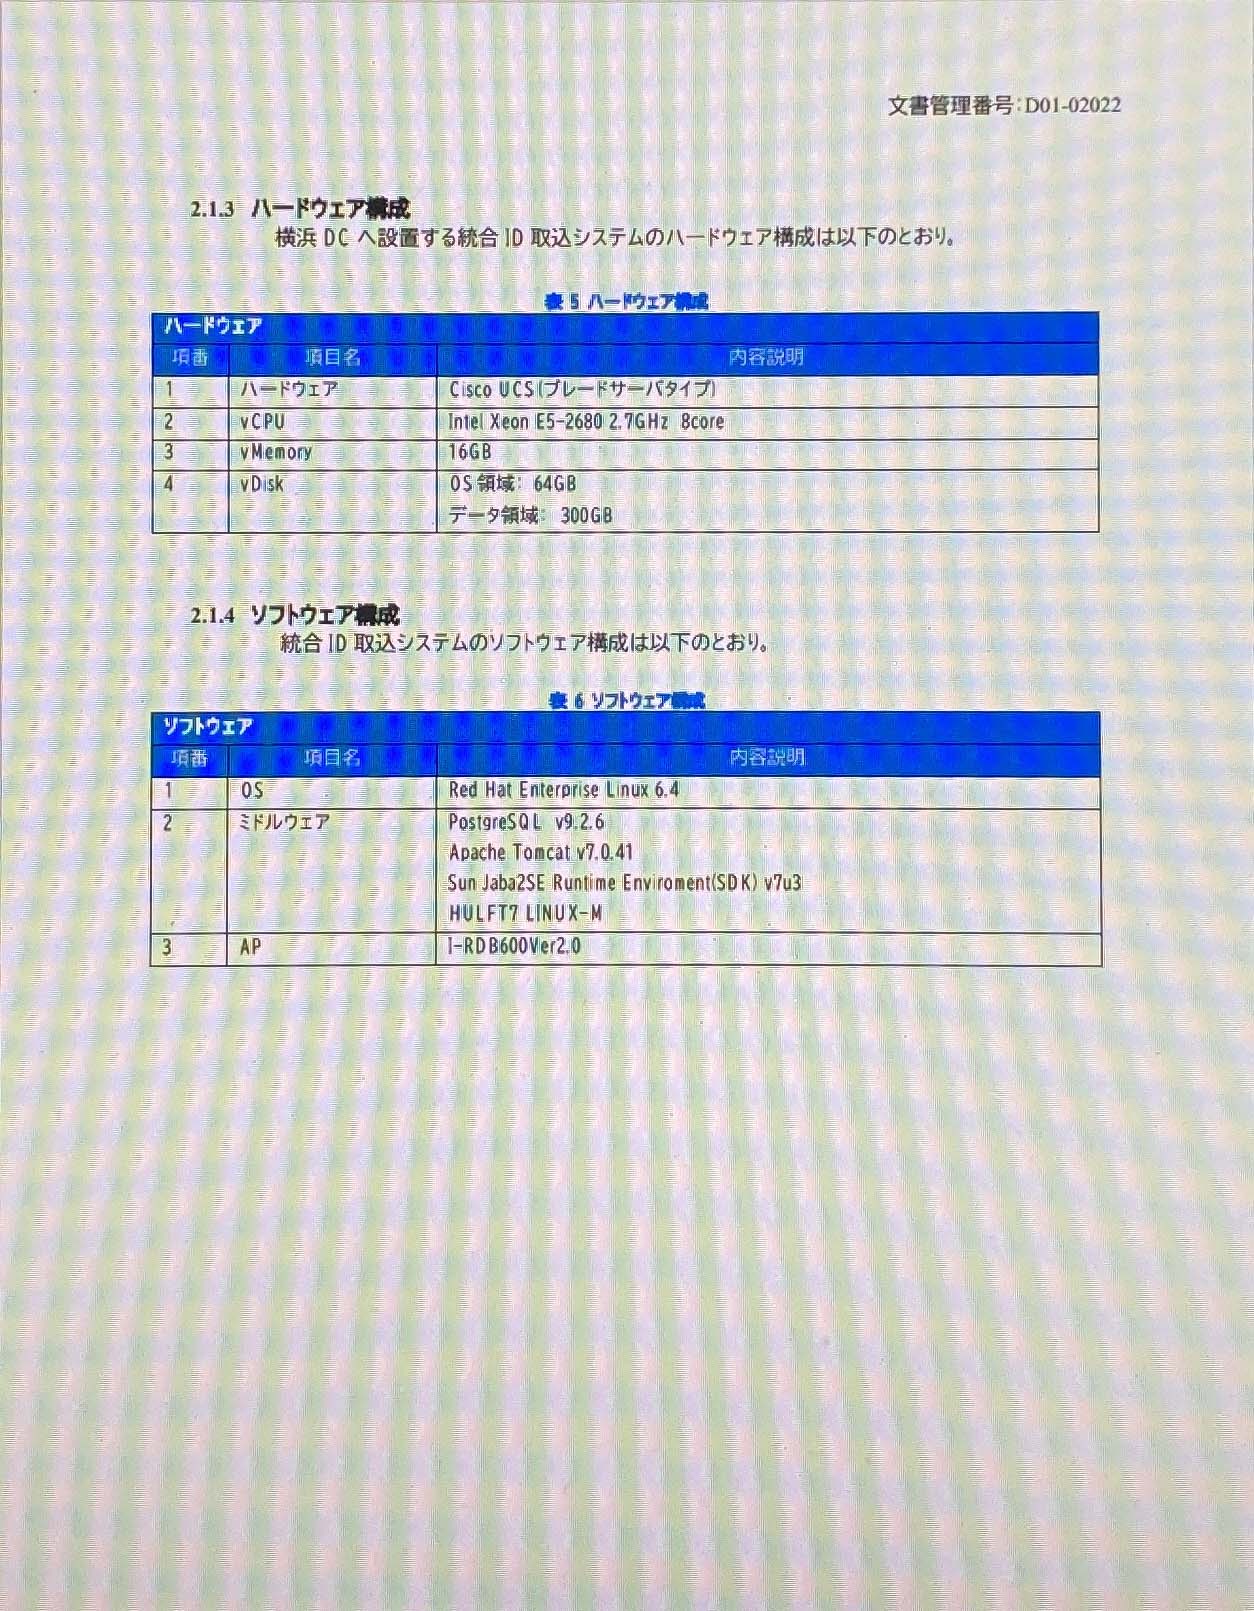 文書管理番号:D01-02022
2.1.3 ハードウェア構成
横浜 DC へ設置する統合 ID 取込システムのハードウェア構成は以下のとおり。
表 5 ハードウェア構成
ハードウェア
項番 項目名 内容説明
1 ハードウェア Cisco UCS(ブレードサーバタイプ)
2 vCPU Intel Xeon E5-2680 2.7GHz 8core
3 vMemory 16GB
4 vDisk OS 領域: 64GB
データ領域: 300GB
2.1.4 ソフトウェア構成
統合 ID 取込システムのソフトウェア構成は以下のとおり。
表 6 ソフトウェア構成
ソフトウェア
項番 項目名 内容説明
1 OS Red Hat Enterprise Linux 6.4
2 ミドルウェア PostgreSQL v9.2.6
Apache Tomcat v7.0.41
Sun Jaba2SE Runtime Enviroment(SDK) v7u3
HULFT7 LINUX-M
3 AP I-RDB600Ver2.0